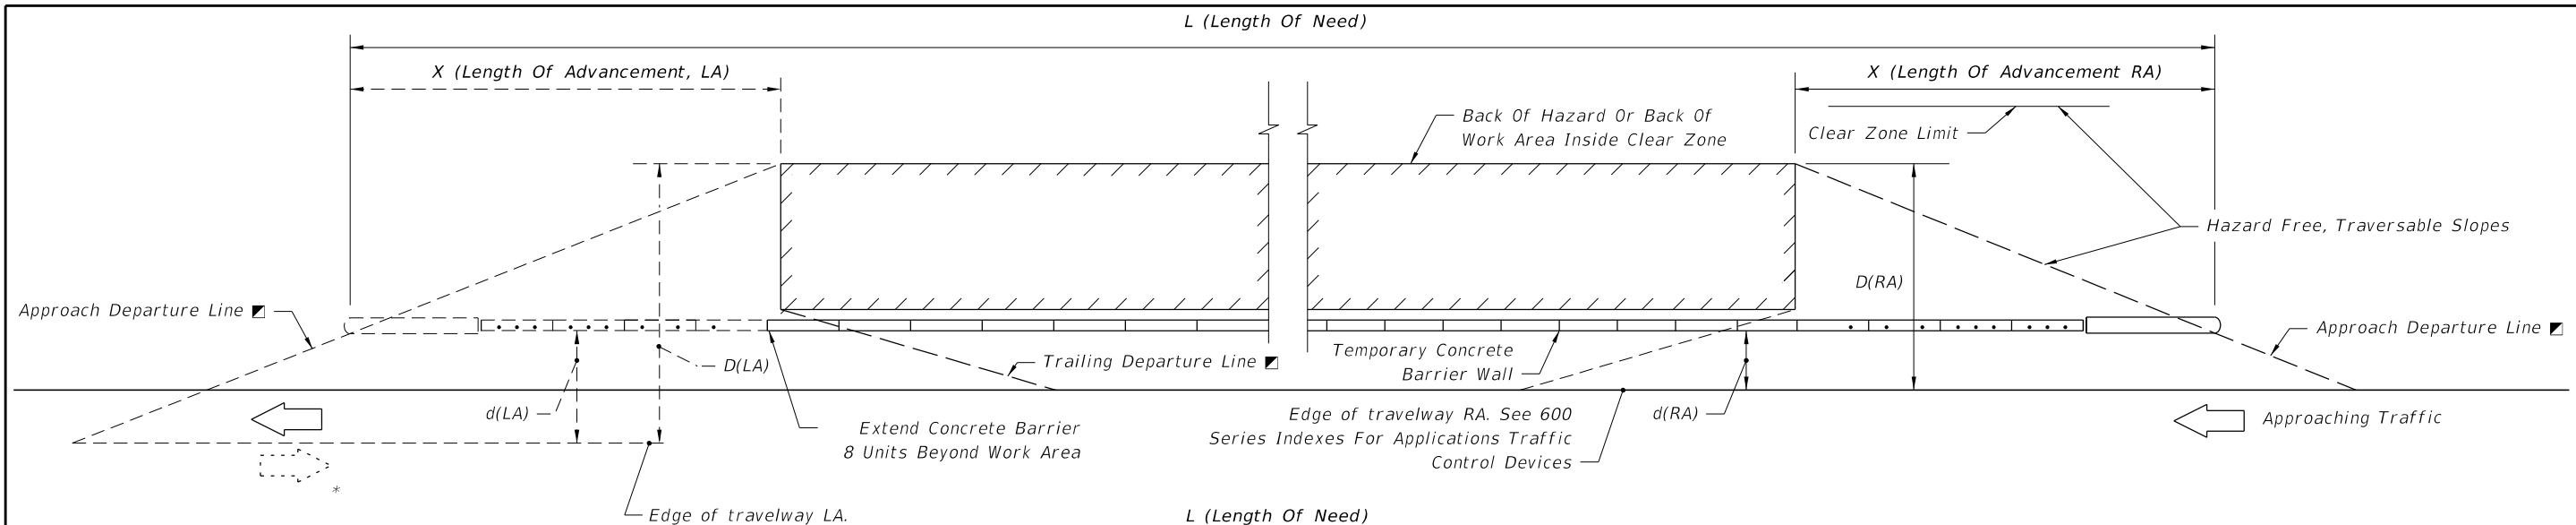 L (Length Of Need)
X (Length Of Advancement, LA)
X (Length Of Advancement RA)
Back Of Hazard Or Back Of
Work Area Inside Clear Zone
Clear Zone Limit
Hazard Free, Traversable Slopes
D(RA)
Approach Departure Line
Approach Departure Line
D(LA)
Trailing Departure Line
Temporary Concrete
Barrier Wall
d(LA)
Extend Concrete Barrier
8 Units Beyond Work Area
Edge of travelway RA. See 600
Series Indexes For Applications Traffic
Control Devices
d(RA)
Approaching Traffic
*
Edge of travelway LA.
L (Length Of Need)